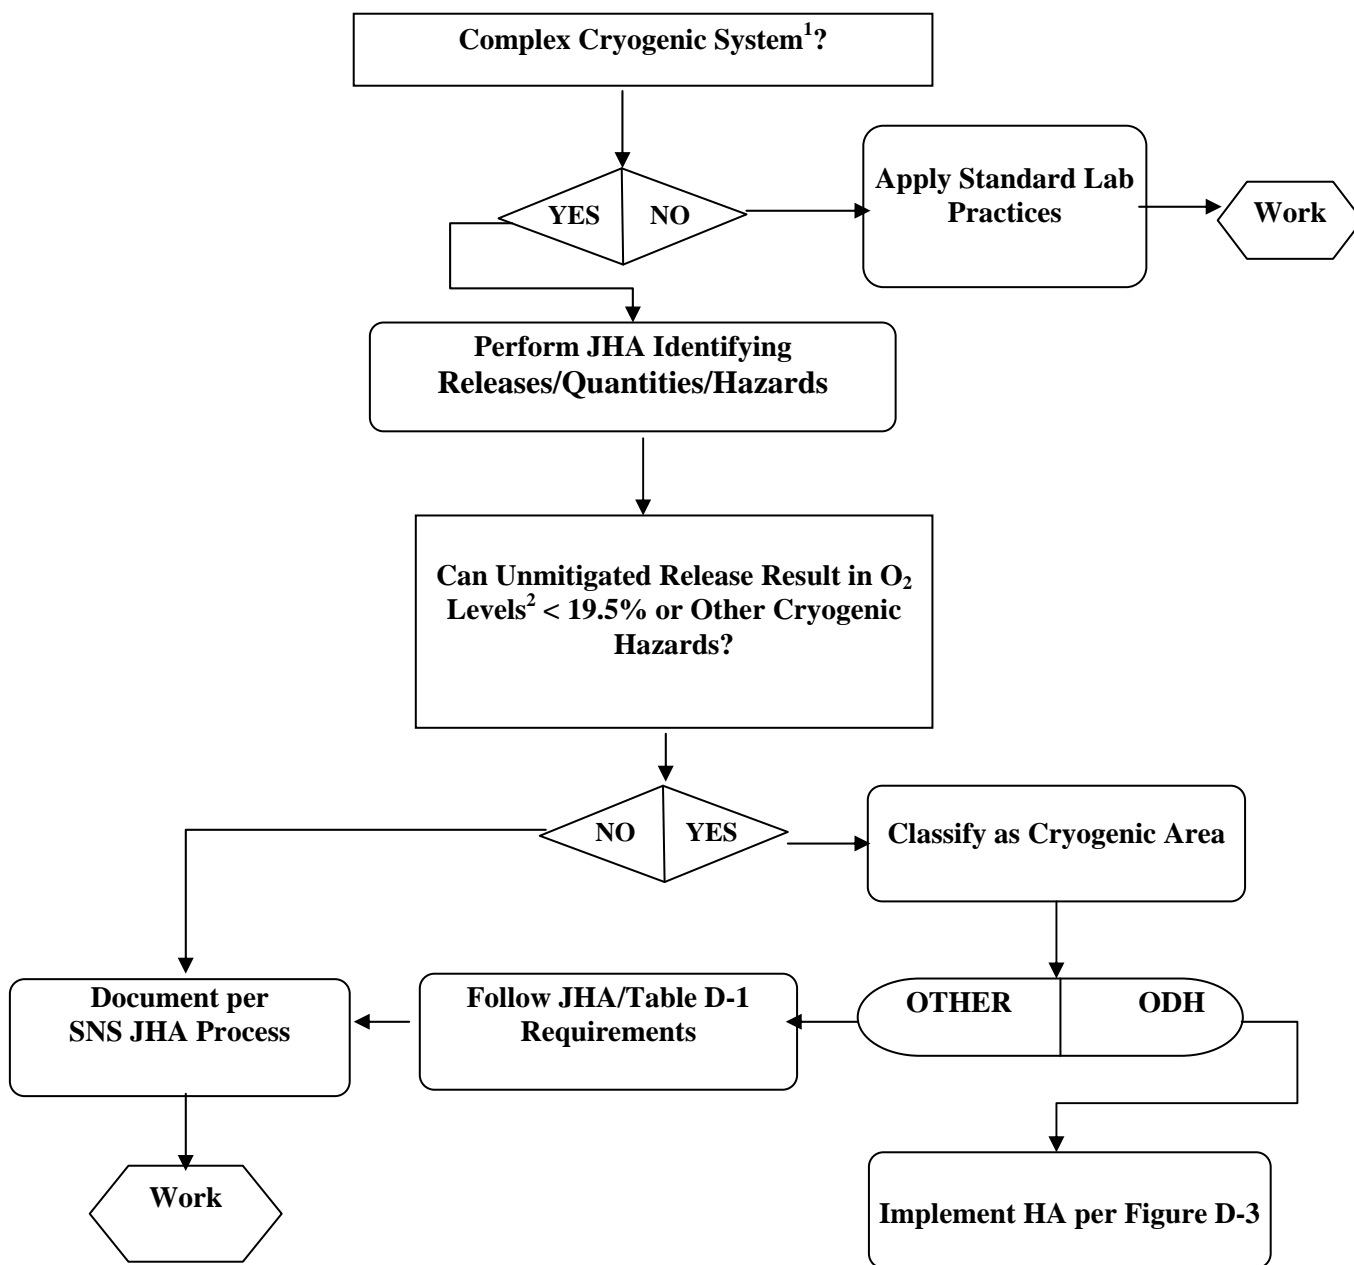 Complex Cryogenic System¹?
YES
NO
Apply Standard Lab
Practices
Work
Perform JHA Identifying
Releases/Quantities/Hazards
Can Unmitigated Release Result in O₂
Levels² < 19.5% or Other Cryogenic
Hazards?
NO
YES
Classify as Cryogenic Area
OTHER
ODH
Follow JHA/Table D-1
Requirements
Document per
SNS JHA Process
Work
Implement HA per Figure D-3